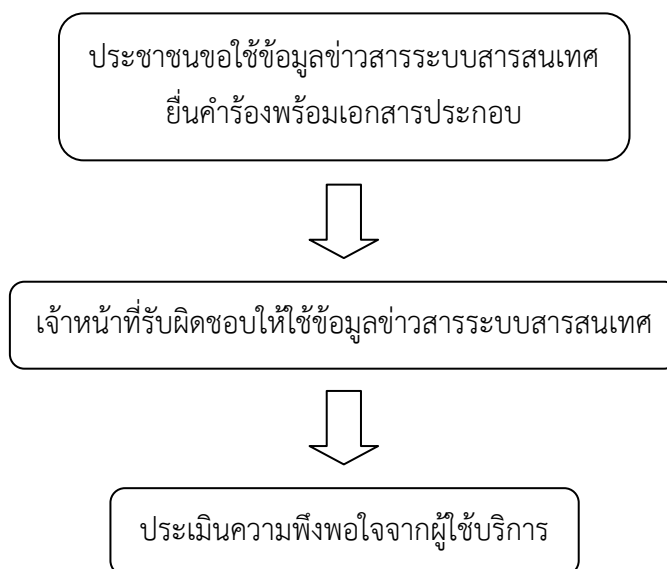 ประชาชนขอใช้ข้อมูลข่าวสารระบบสารสนเทศ
ยื่นคำร้องพร้อมเอกสารประกอบ
เจ้าหน้าที่รับผิดชอบให้ใช้ข้อมูลข่าวสารระบบสารสนเทศ
ประเมินความพึงพอใจจากผู้ใช้บริการ